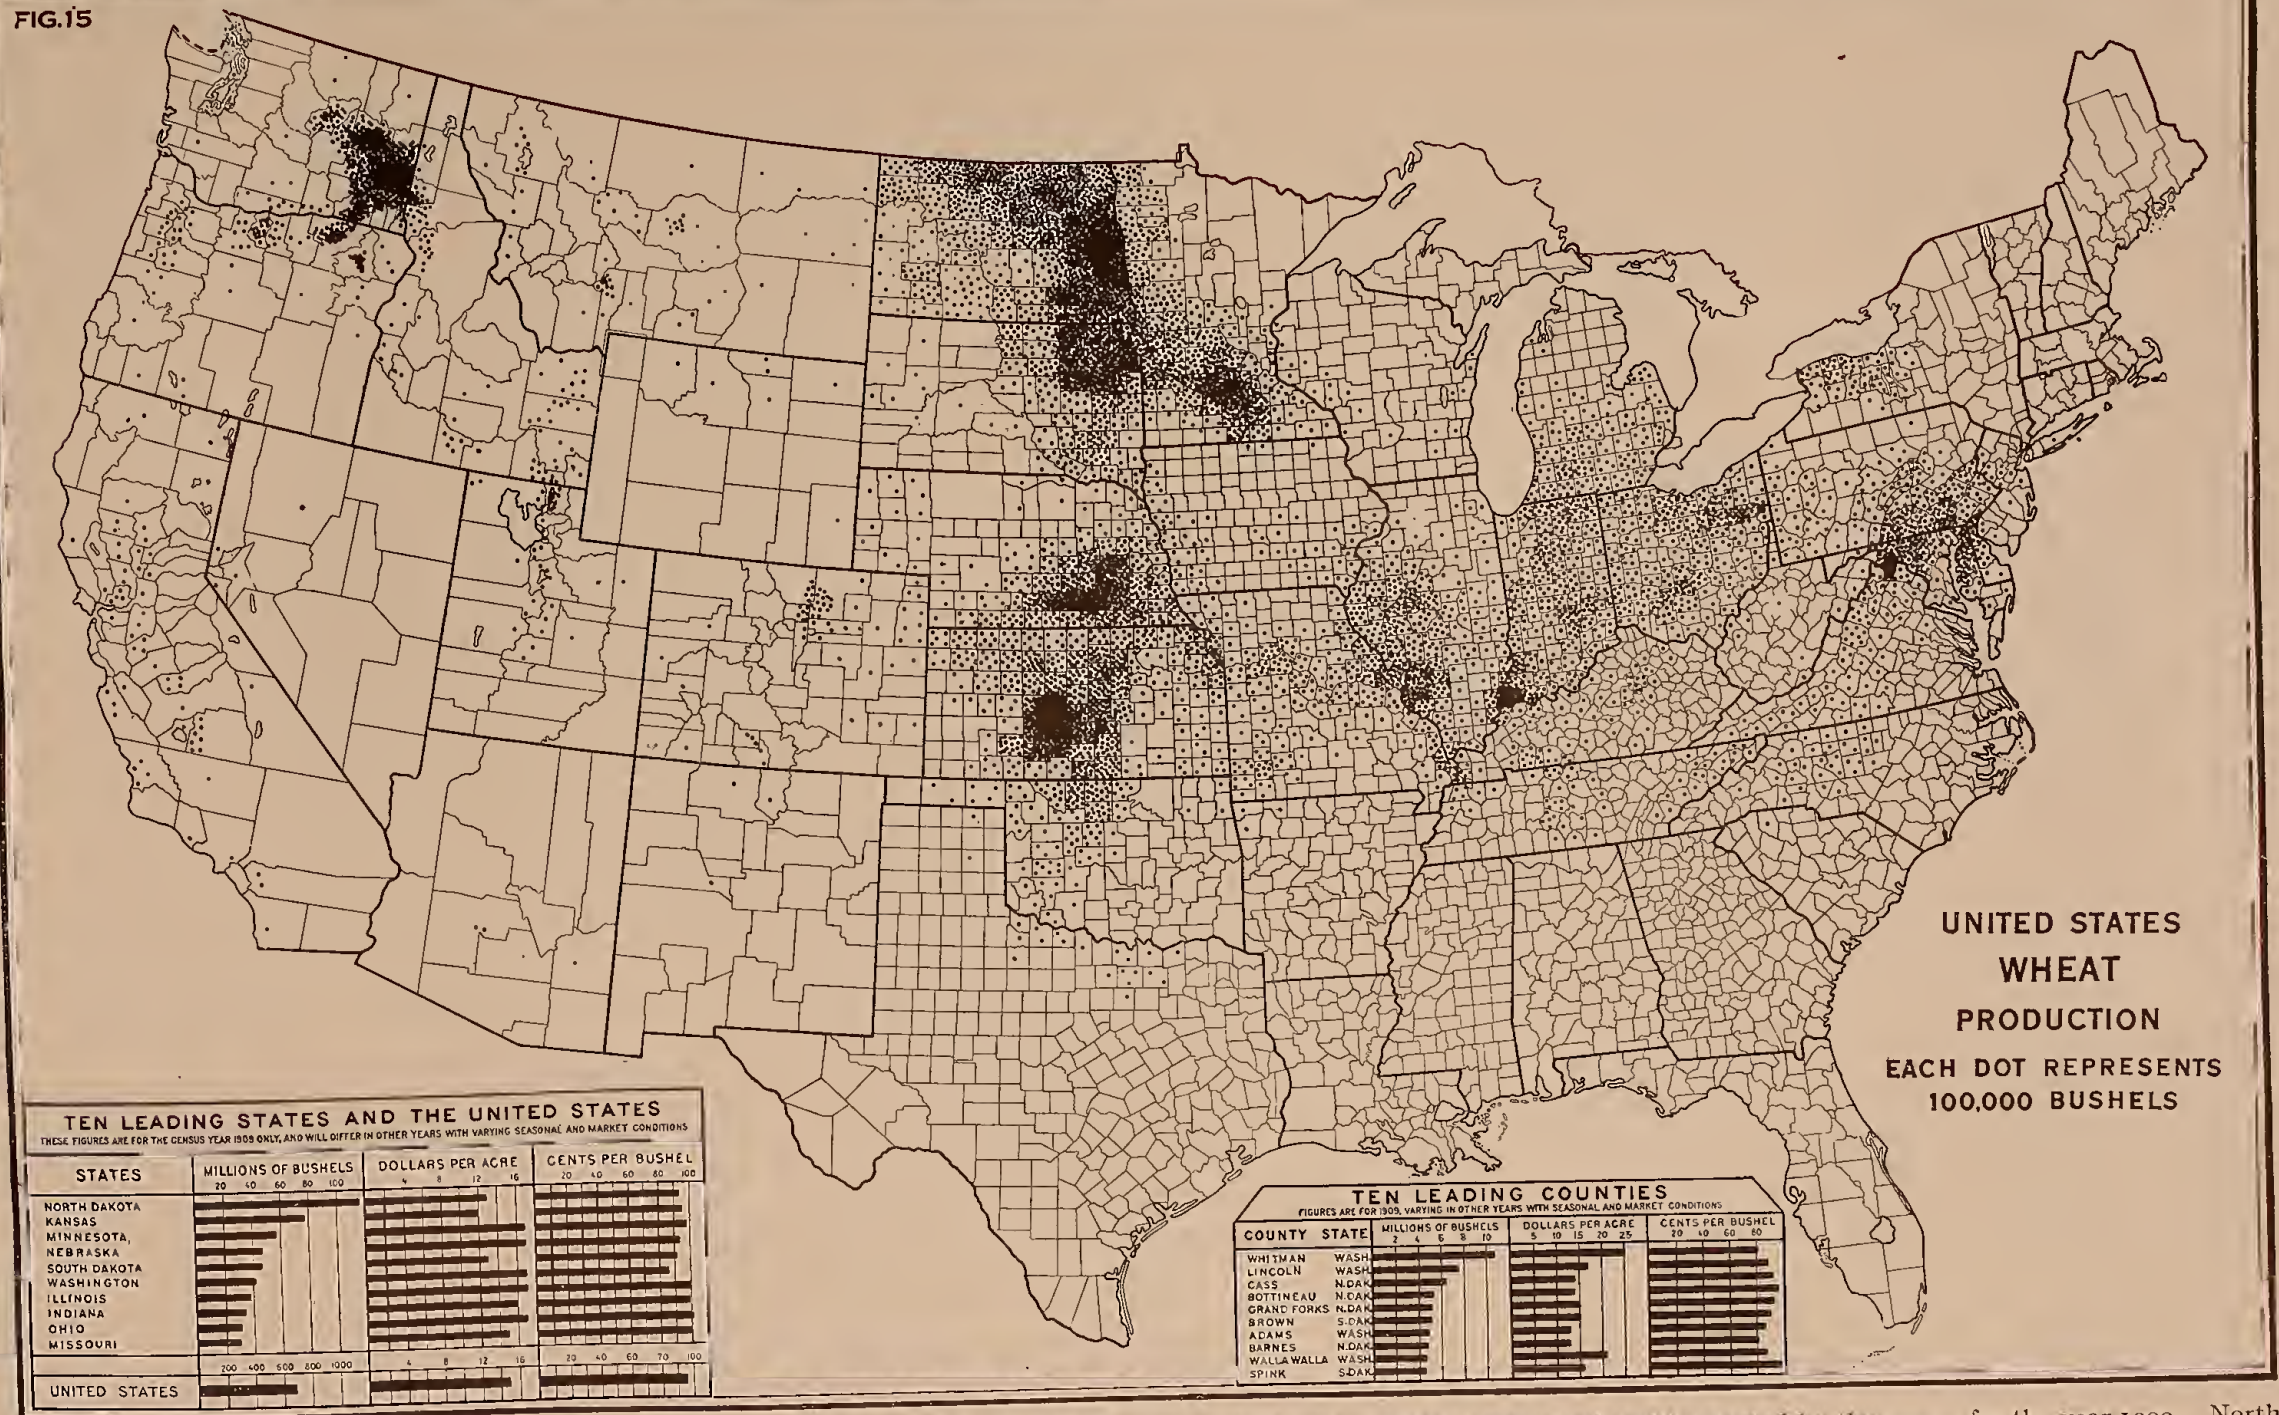 FIG.15
UNITED STATES
WHEAT
PRODUCTION
EACH DOT REPRESENTS
100,000 BUSHELS
TEN LEADING STATES AND THE UNITED STATES
THESE FIGURES ARE FOR THE CENSUS YEAR 1909 ONLY, AND WILL DIFFER IN OTHER YEARS WITH VARYING SEASONAL AND MARKET CONDITIONS
STATES MILLIONS OF BUSHELS DOLLARS PER ACRE CENTS PER BUSHEL
20 40 60 80 100 4 8 12 16 20 40 60 80 100
NORTH DAKOTA
KANSAS
MINNESOTA,
NEBRASKA
SOUTH DAKOTA
WASHINGTON
ILLINOIS
INDIANA
OHIO
MISSOURI
200 400 600 800 1000 4 8 12 16 20 40 60 70 100
UNITED STATES
TEN LEADING COUNTIES
FIGURES ARE FOR 1909, VARYING IN OTHER YEARS WITH SEASONAL AND MARKET CONDITIONS
COUNTY STATE MILLIONS OF BUSHELS DOLLARS PER ACRE CENTS PER BUSHEL
2 4 6 8 10 5 10 15 20 25 20 40 60 80
WHITMAN WASH.
LINCOLN WASH.
CASS N.DAK.
BOTTINEAU N.DAK.
GRAND FORKS N.DAK.
BROWN S.DAK.
ADAMS WASH.
BARNES N.DAK.
WALLA WALLA WASH.
SPINK S.DAK.
North